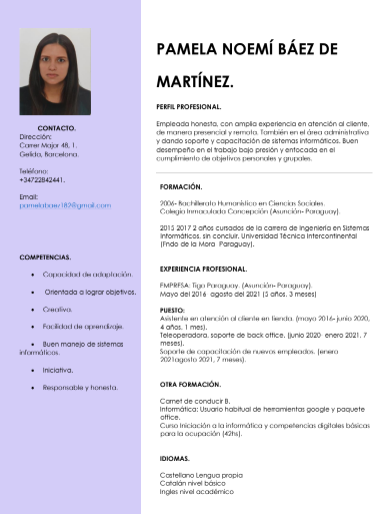 PAMELA NOEMÍ BÁEZ DE
MARTÍNEZ.
PERFIL PROFESIONAL.
Empleada honesta, con amplia experiencia en atención al cliente,
de manera presencial y remota. También en el área administrativa
y dando soporte y capacitación de sistemas informáticos. Buen
desempeño en el trabajo bajo presión y enfocada en el
cumplimiento de objetivos personales y grupales.
CONTACTO.
Dirección:
Carrer Major 48, 1.
Gelida, Barcelona.
Teléfono:
+34722842441.
Email:
pamelabaez182@gmail.com
COMPETENCIAS.
• Capacidad de adaptación.
• Orientada a lograr objetivos.
• Creativa.
• Facilidad de aprendizaje.
• Buen manejo de sistemas
informáticos.
• Iniciativa.
• Responsable y honesta.
FORMACIÓN.
2006- Bachillerato Humanístico en Ciencias Sociales.
Colegio Inmaculada Concepción (Asunción- Paraguay).
2015 2017 2 años cursados de la carrera de Ingeniería en Sistemas
Informáticos, sin concluir. Universidad Técnica Intercontinental
(Fndo de la Mora Paraguay).
EXPERIENCIA PROFESIONAL.
EMPRESA: Tigo Paraguay. (Asunción- Paraguay).
Mayo del 2016 agosto del 2021 (5 años, 3 meses)
PUESTO:
Asistente en atención al cliente en tienda. (mayo 2016- junio 2020,
4 años, 1 mes).
Teleoperadora, soporte de back office. (junio 2020 enero 2021, 7
meses).
Soporte de capacitación de nuevos empleados. (enero
2021agosto 2021, 7 meses).
OTRA FORMACIÓN.
Carnet de conducir B.
Informática: Usuario habitual de herramientas google y paquete
office.
Curso Iniciación a la informática y competencias digitales básicas
para la ocupación (42hs).
IDIOMAS.
Castellano Lengua propia
Catalán nivel básico
Ingles nivel académico